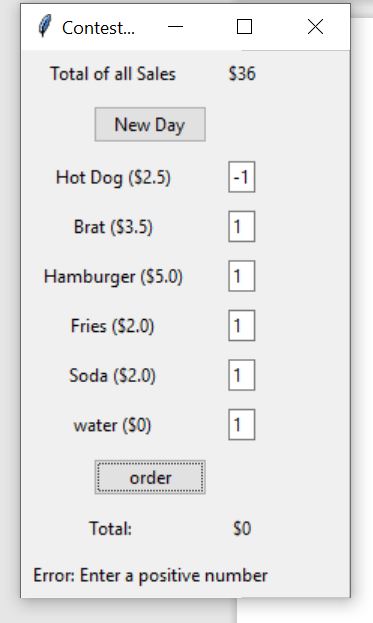 Contest...
Total of all Sales $36
New Day
Hot Dog ($2.5) -1
Brat ($3.5) 1
Hamburger ($5.0) 1
Fries ($2.0) 1
Soda ($2.0) 1
water ($0) 1
order
Total: $0
Error: Enter a positive number